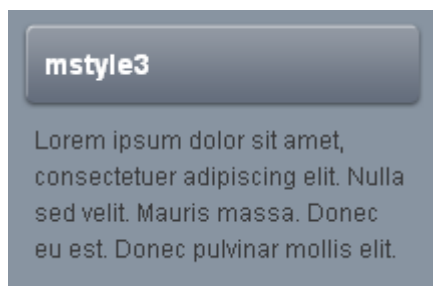 mstyle3
Lorem ipsum dolor sit amet,
consectetuer adipiscing elit. Nulla
sed velit. Mauris massa. Donec
eu est. Donec pulvinar mollis elit.